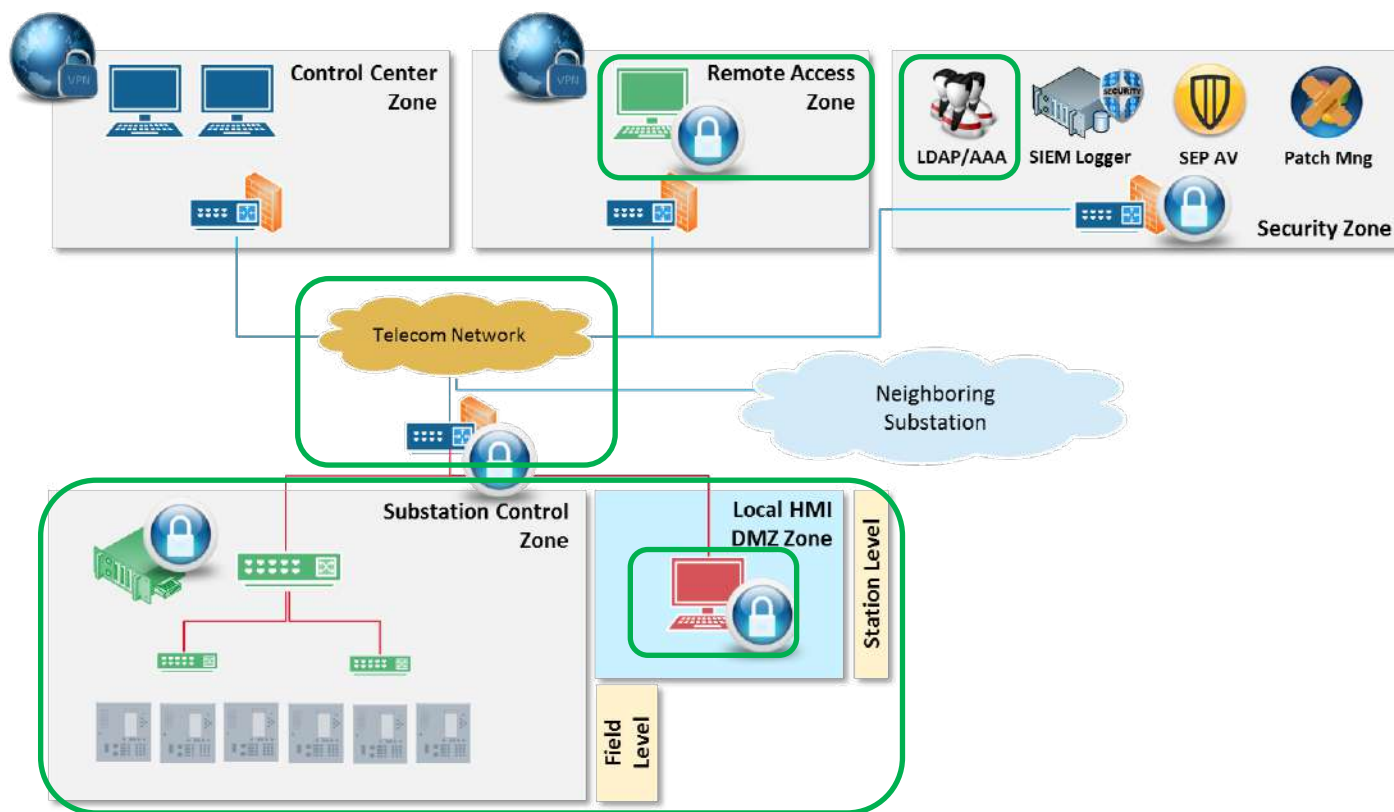 VPN
Control Center
Zone
VPN
Remote Access
Zone
SECURITY
LDAP/AAA
SIEM Logger
SEP AV
Patch Mng
Security Zone
Telecom Network
Neighboring
Substation
Substation Control
Zone
Local HMI
DMZ Zone
Station Level
Field
Level